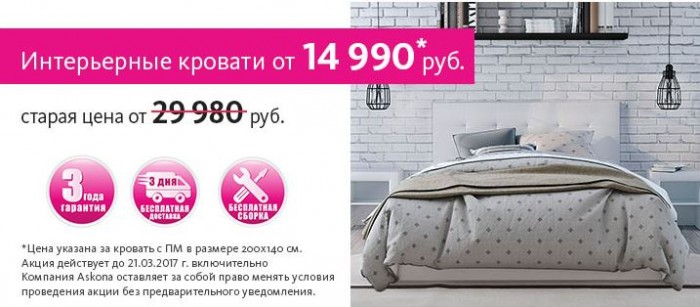 Интерьерные кровати от 14 990* руб.
старая цена от 29 980 руб.
3 года гарантия
3 дня БЕСПЛАТНАЯ ДОСТАВКА
БЕСПЛАТНАЯ СБОРКА
*Цена указана за кровать с ПМ в размере 200x140 см.
Акция действует до 21.03.2017 г. включительно
Компания Askona оставляет за собой право менять условия
проведения акции без предварительного уведомления.